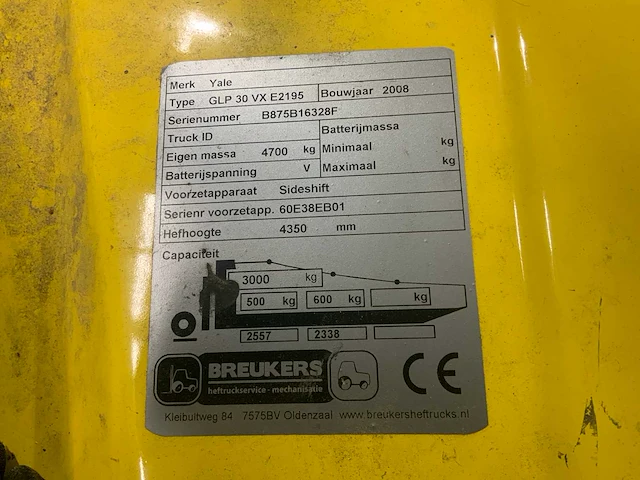 Merk Yale
Type GLP 30 VX E2195 Bouwjaar 2008
Serienummer B875B16328F
Truck ID Batterijmassa
Eigen massa 4700 kg Minimaal kg
Batterijspanning V Maximaal kg
Voorzetapparaat Sideshift
Serienr voorzetapp. 60E38EB01
Hefhoogte 4350 mm
Capaciteit
3000 kg
500 kg 600 kg kg
2557 2338
BREUKERS
heftruckservice - mechanisatie
CE
Kleibultweg 84 7575BV Oldenzaal www.breukersheftrucks.nl